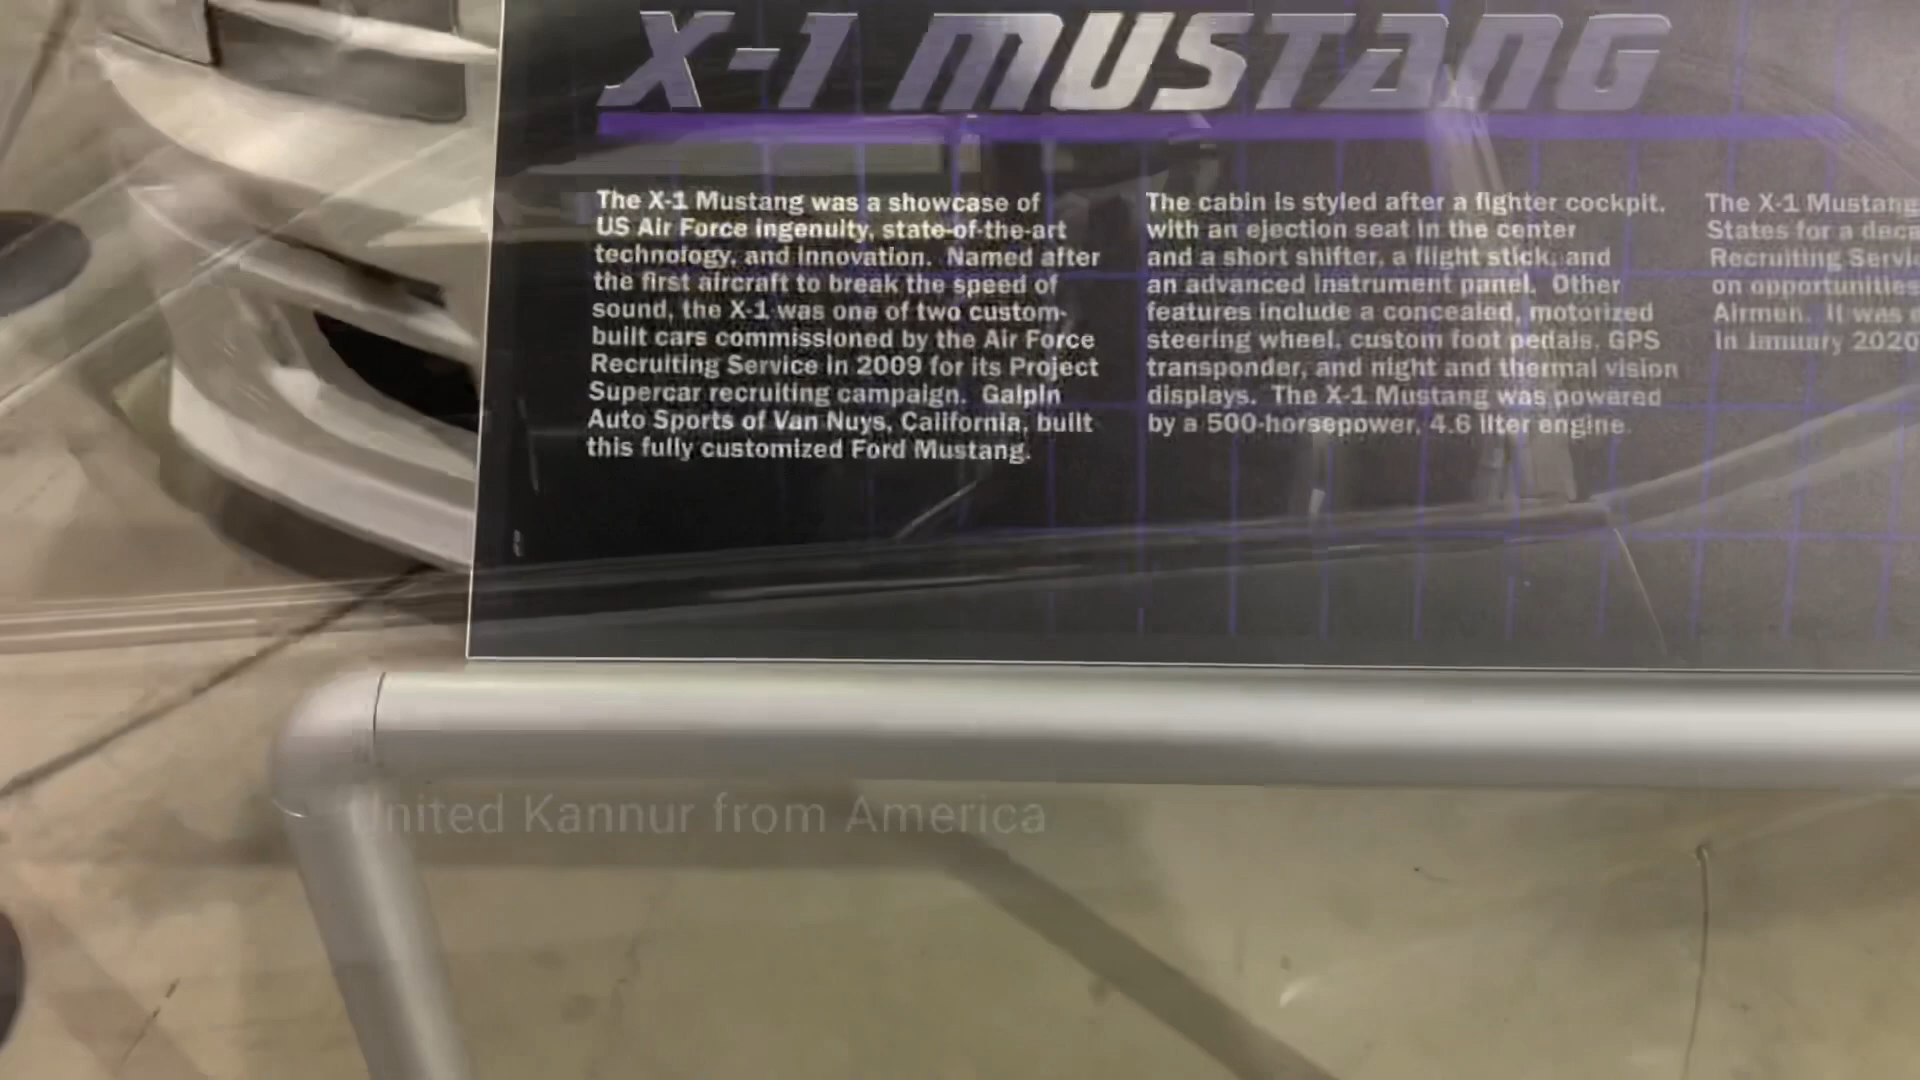 X-1 MUSTANG
The X-1 Mustang was a showcase of
US Air Force ingenuity, state-of-the-art
technology, and innovation. Named after
the first aircraft to break the speed of
sound, the X-1 was one of two custom-
built cars commissioned by the Air Force
Recruiting Service in 2009 for its Project
Supercar recruiting campaign. Galpin
Auto Sports of Van Nuys, California, built
this fully customized Ford Mustang.
The cabin is styled after a fighter cockpit,
with an ejection seat in the center
and a short shifter, a flight stick, and
an advanced instrument panel. Other
features include a concealed, motorized
steering wheel, custom foot pedals, GPS
transponder, and night and thermal vision
displays. The X-1 Mustang was powered
by a 500-horsepower, 4.6 liter engine.
The X-1 Mustang
States for a deca
Recruiting Servic
on opportunities
Airmen. It was
in January 2020
United Kannur from America